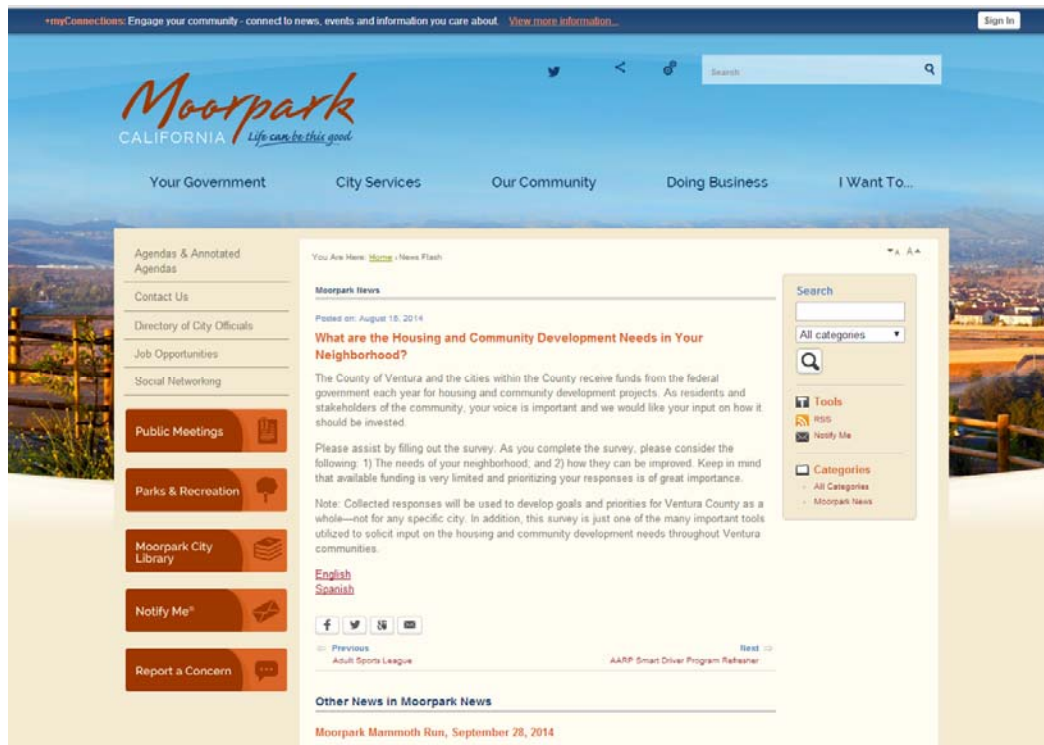 +myConnections: Engage your community - connect to news, events and information you care about. View more information...
Sign In
Search
Moorpark
CALIFORNIA Life can be this good
Your Government City Services Our Community Doing Business I Want To...
Agendas & Annotated
Agendas
Contact Us
Directory of City Officials
Job Opportunities
Social Networking
Public Meetings
Parks & Recreation
Moorpark City
Library
Notify Me®
Report a Concern
You Are Here: Home › News Flash
Moorpark News
Posted on: August 18, 2014
What are the Housing and Community Development Needs in Your
Neighborhood?
The County of Ventura and the cities within the County receive funds from the federal
government each year for housing and community development projects. As residents and
stakeholders of the community, your voice is important and we would like your input on how it
should be invested.
Please assist by filling out the survey. As you complete the survey, please consider the
following: 1) The needs of your neighborhood; and 2) how they can be improved. Keep in mind
that available funding is very limited and prioritizing your responses is of great importance.
Note: Collected responses will be used to develop goals and priorities for Ventura County as a
whole—not for any specific city. In addition, this survey is just one of the many important tools
utilized to solicit input on the housing and community development needs throughout Ventura
communities.
English
Spanish
Previous
Adult Sports League
Next
AARP Smart Driver Program Refresher
Other News in Moorpark News
Moorpark Mammoth Run, September 28, 2014
A A
Search
All categories
Tools
RSS
Notify Me
Categories
All Categories
Moorpark News